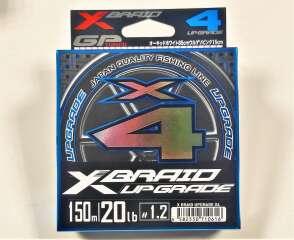 X BRAID
4
UPGRADE
JAPAN QUALITY FISHING LINE
UPGRADE
UPGRADE
X
4
X BRAID
UPGRADE
150m 20lb #1.2
X BRAID UPGRADE X4